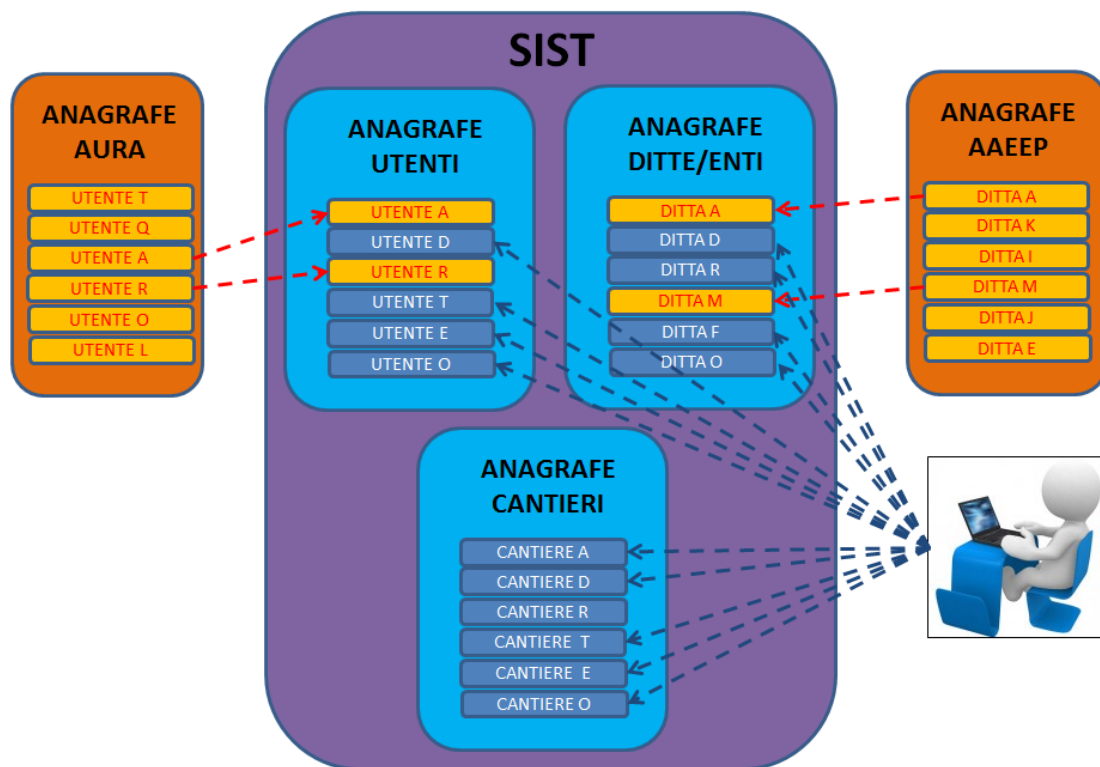 SIST
ANAGRAFE
AURA
UTENTE T
UTENTE Q
UTENTE A
UTENTE R
UTENTE O
UTENTE L
ANAGRAFE
UTENTI
UTENTE A
UTENTE D
UTENTE R
UTENTE T
UTENTE E
UTENTE O
ANAGRAFE
DITTE/ENTI
DITTA A
DITTA D
DITTA R
DITTA M
DITTA F
DITTA O
ANAGRAFE
AAEEP
DITTA A
DITTA K
DITTA I
DITTA M
DITTA J
DITTA E
ANAGRAFE
CANTIERI
CANTIERE A
CANTIERE D
CANTIERE R
CANTIERE T
CANTIERE E
CANTIERE O